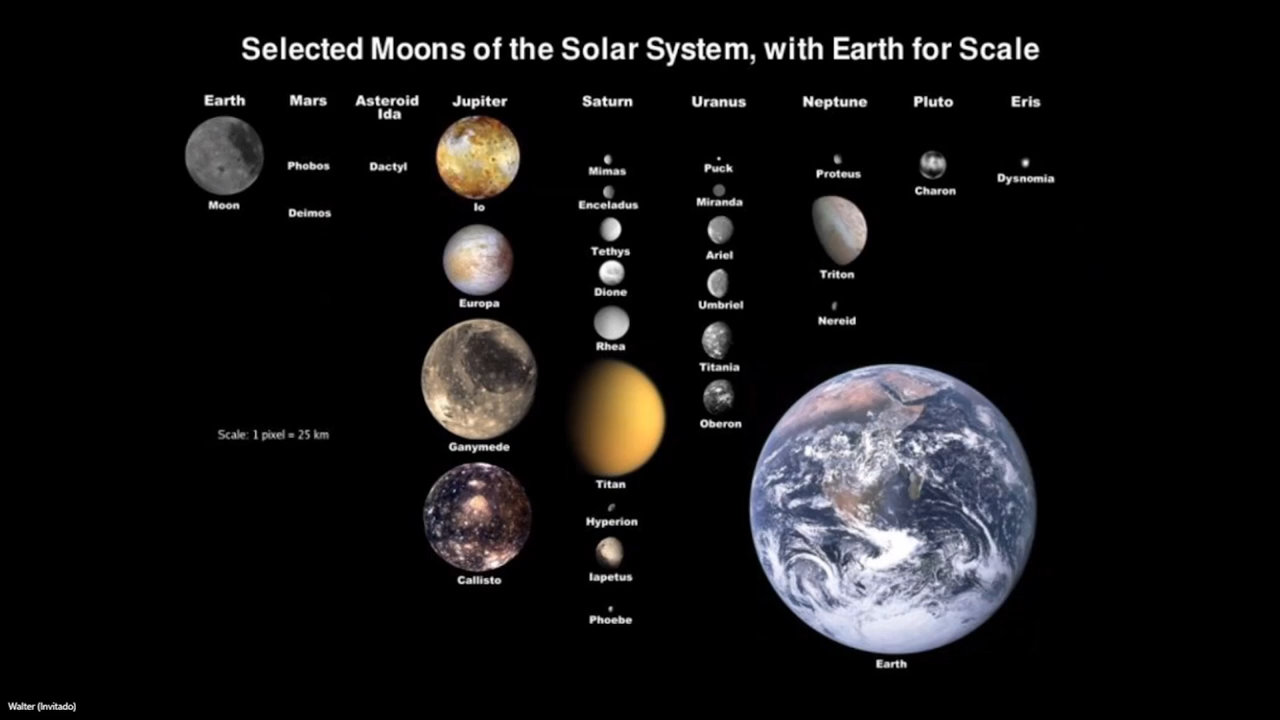 Selected Moons of the Solar System, with Earth for Scale
Earth
Mars
Asteroid
Ida
Jupiter
Saturn
Uranus
Neptune
Pluto
Eris
Moon
Phobos
Deimos
Dactyl
Io
Europa
Ganymede
Callisto
Mimas
Enceladus
Tethys
Dione
Rhea
Titan
Hyperion
Iapetus
Phoebe
Puck
Miranda
Ariel
Umbriel
Titania
Oberon
Proteus
Triton
Nereid
Charon
Dysnomia
Scale: 1 pixel = 25 km
Earth
Walter (Invitado)